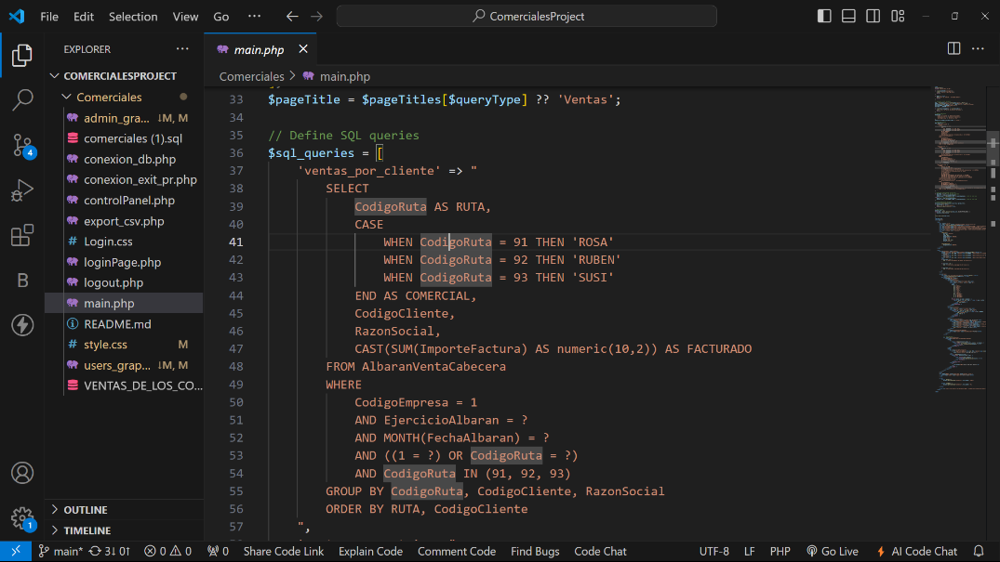 File Edit Selection View Go ··· ComercialesProject
EXPLORER ···
COMERCIALESPROJECT
Comerciales
admin_gra... ↓M, M
comerciales (1).sql
conexion_db.php
conexion_exit_pr.php
controlPanel.php
export_csv.php
# Login.css
loginPage.php
logout.php
main.php
README.md
# style.css M
users_grap... ↓M, M
VENTAS_DE_LOS_CO...
OUTLINE
TIMELINE
4
B
1
main.php
Comerciales > main.php
33 $pageTitle = $pageTitles[$queryType] ?? 'Ventas';
34
35 // Define SQL queries
36 $sql_queries = [
37 'ventas_por_cliente' => "
38 SELECT
39 CodigoRuta AS RUTA,
40 CASE
41 WHEN CodigoRuta = 91 THEN 'ROSA'
42 WHEN CodigoRuta = 92 THEN 'RUBEN'
43 WHEN CodigoRuta = 93 THEN 'SUSI'
44 END AS COMERCIAL,
45 CodigoCliente,
46 RazonSocial,
47 CAST(SUM(ImporteFactura) AS numeric(10,2)) AS FACTURADO
48 FROM AlbaranVentaCabecera
49 WHERE
50 CodigoEmpresa = 1
51 AND EjercicioAlbaran = ?
52 AND MONTH(FechaAlbaran) = ?
53 AND ((1 = ?) OR CodigoRuta = ?)
54 AND CodigoRuta IN (91, 92, 93)
55 GROUP BY CodigoRuta, CodigoCliente, RazonSocial
56 ORDER BY RUTA, CodigoCliente
57 ",
main* 3↓ 0↑ 0 0 0 Share Code Link Explain Code Comment Code Find Bugs Code Chat UTF-8 LF PHP Go Live AI Code Chat